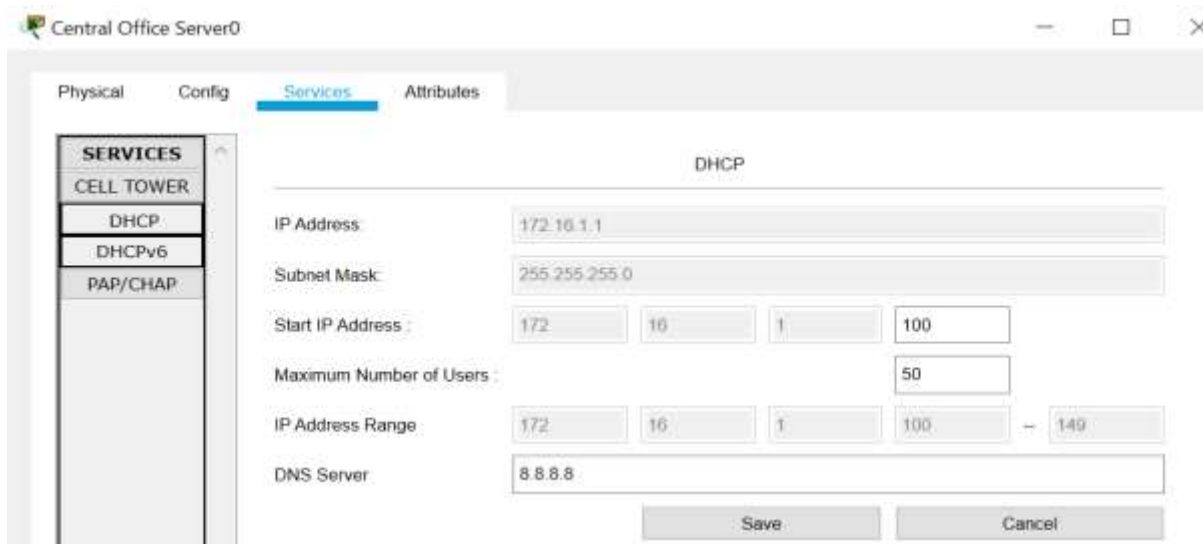 Central Office Server0
Physical Config Services Attributes
SERVICES
CELL TOWER
DHCP
DHCPv6
PAP/CHAP
DHCP
IP Address: 172.16.1.1
Subnet Mask: 255.255.255.0
Start IP Address : 172 16 1 100
Maximum Number of Users : 50
IP Address Range 172 16 1 100 – 149
DNS Server 8.8.8.8
Save Cancel